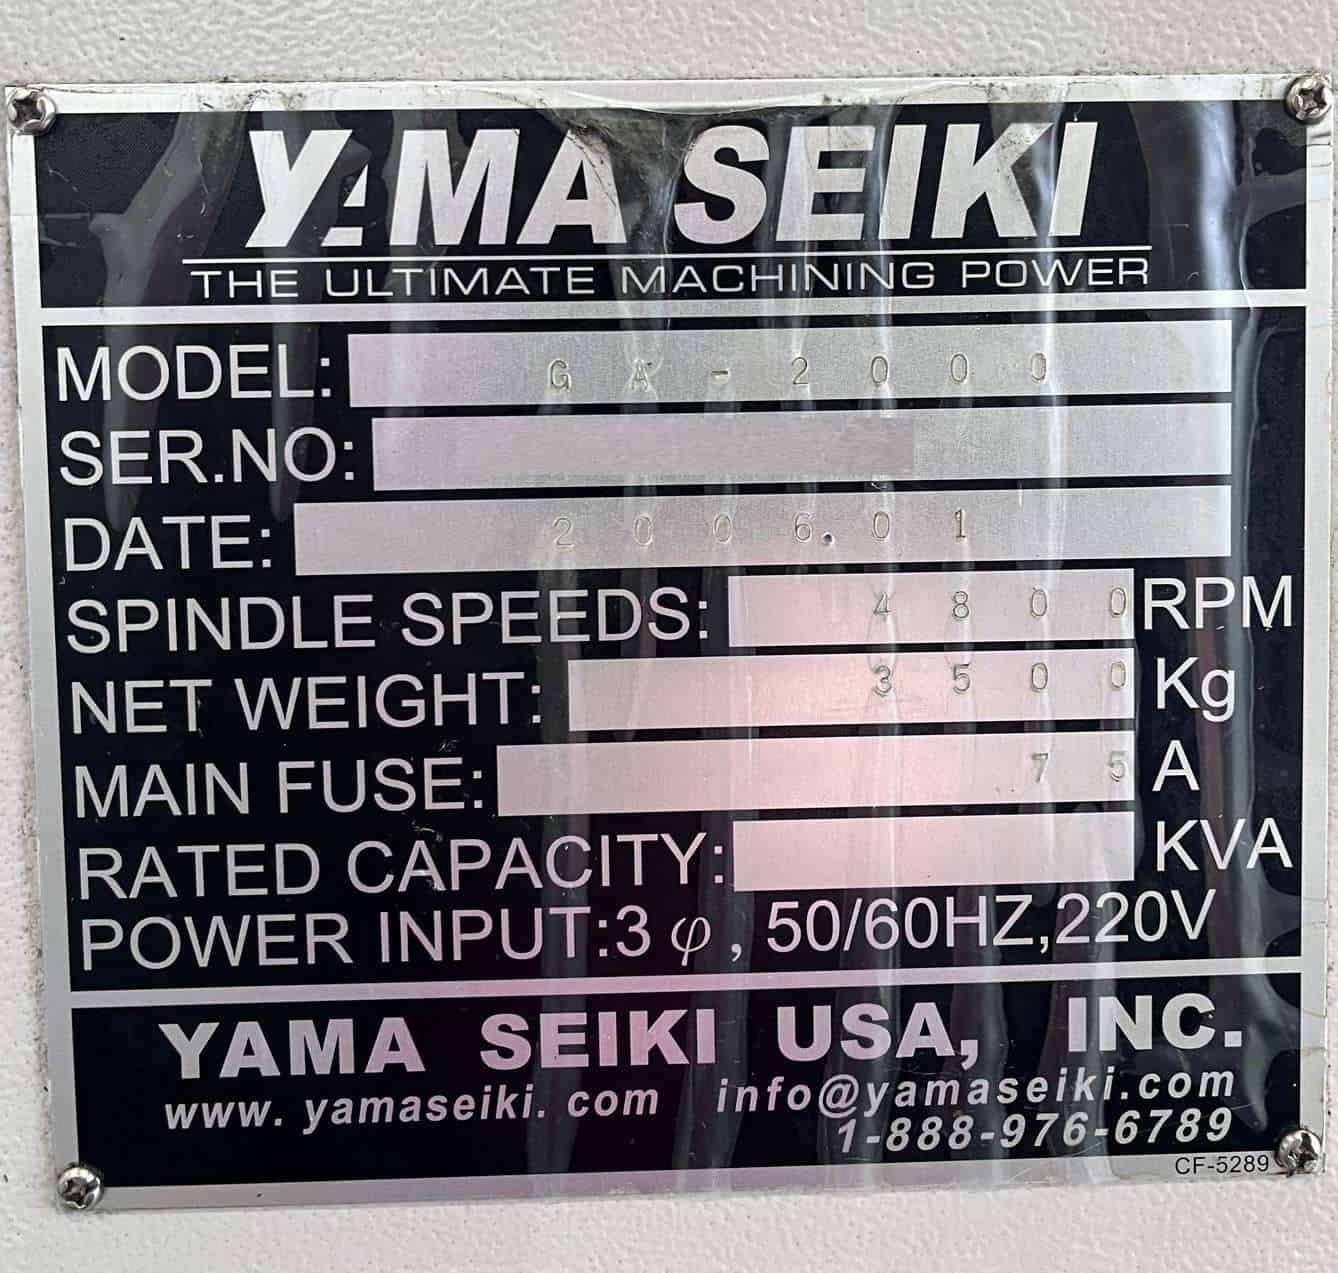 YAMA SEIKI
THE ULTIMATE MACHINING POWER
MODEL: GA-2000
SER.NO:
DATE: 2006.01
SPINDLE SPEEDS: 4800 RPM
NET WEIGHT: 3500 Kg
MAIN FUSE: 75 A
RATED CAPACITY: KVA
POWER INPUT:3 φ, 50/60HZ,220V
YAMA SEIKI USA, INC.
www. yamaseiki. com info@yamaseiki.com
1-888-976-6789
CF-5289